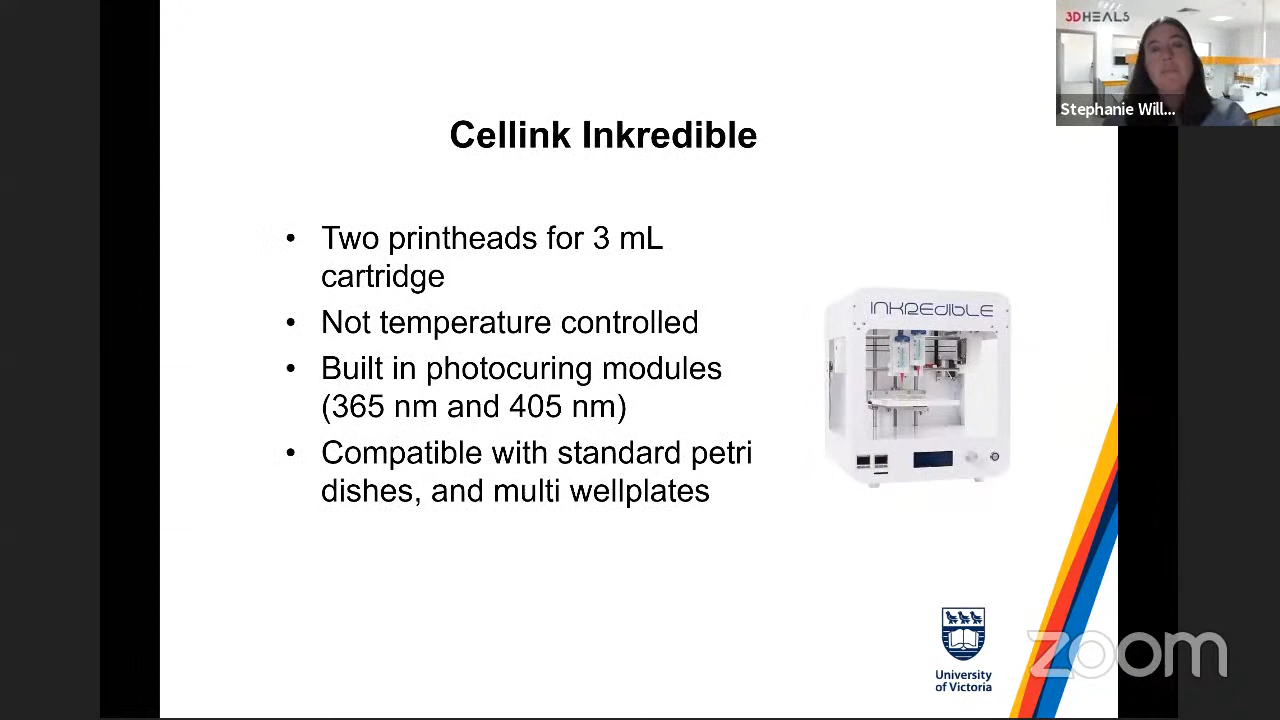 3DHEALS
Stephanie Will...
Cellink Inkredible
• Two printheads for 3 mL
cartridge
• Not temperature controlled
• Built in photocuring modules
(365 nm and 405 nm)
• Compatible with standard petri
dishes, and multi wellplates
INKREDIBLE
University
of Victoria
zoom